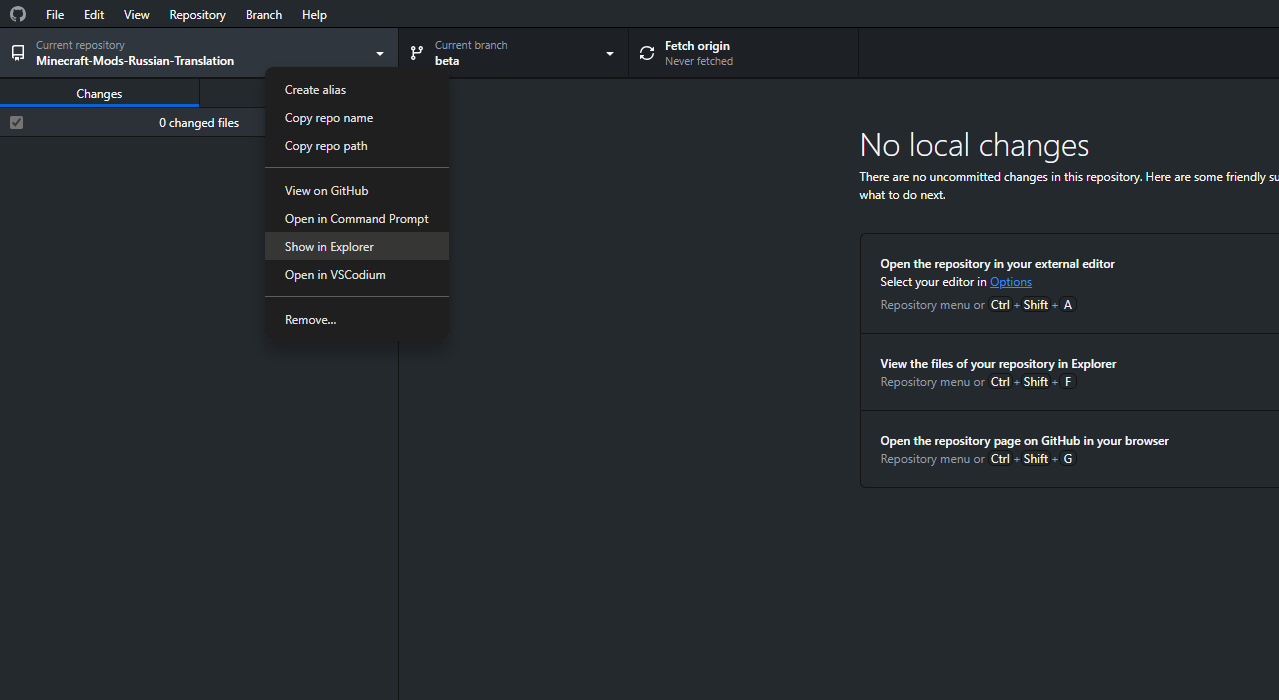 File Edit View Repository Branch Help
Current repository
Minecraft-Mods-Russian-Translation
Current branch
beta
Fetch origin
Never fetched
Changes
0 changed files
Create alias
Copy repo name
Copy repo path
View on GitHub
Open in Command Prompt
Show in Explorer
Open in VSCodium
Remove...
No local changes
There are no uncommitted changes in this repository. Here are some friendly
what to do next.
Open the repository in your external editor
Select your editor in Options
Repository menu or Ctrl + Shift + A
View the files of your repository in Explorer
Repository menu or Ctrl + Shift + F
Open the repository page on GitHub in your browser
Repository menu or Ctrl + Shift + G